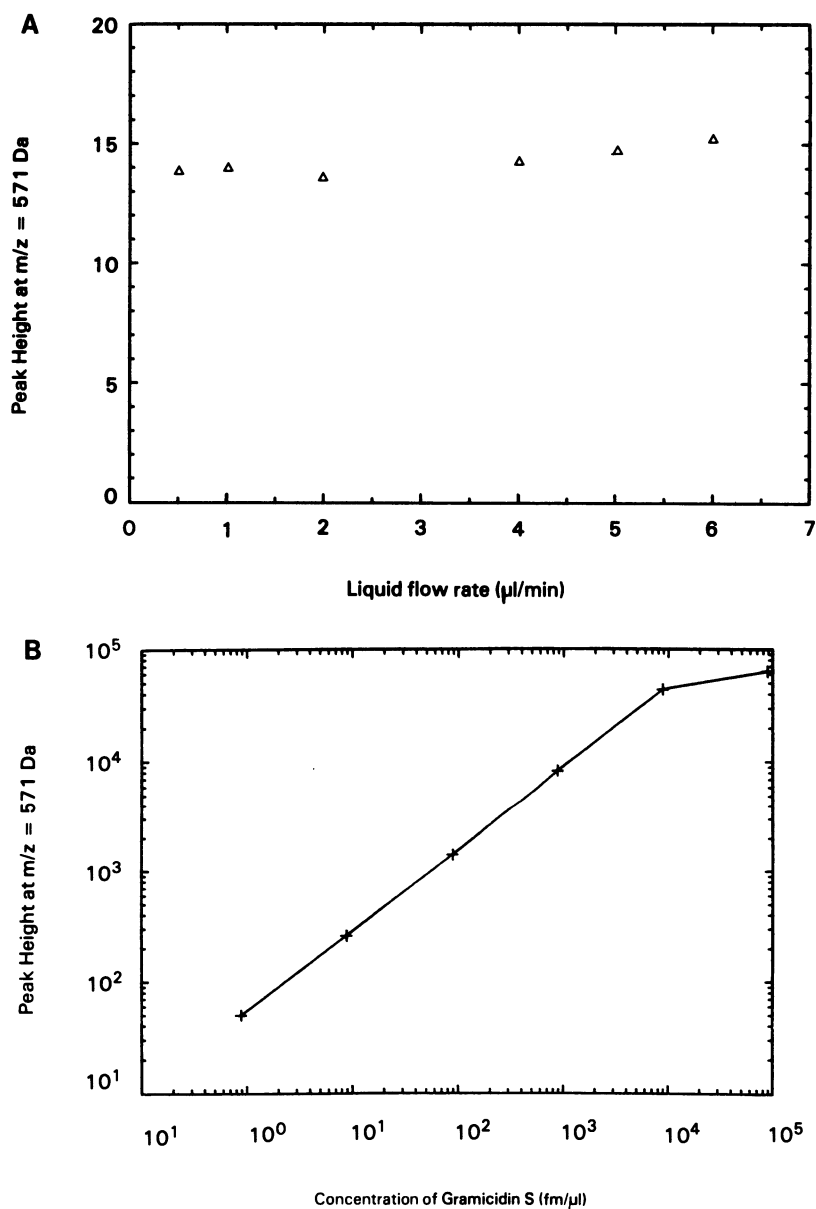 A
Peak Height at m/z = 571 Da
20
15
10
5
0
0 1 2 3 4 5 6 7
Liquid flow rate (µl/min)
B
Peak Height at m/z = 571 Da
10⁵
10⁴
10³
10²
10¹
10¹ 10⁰ 10¹ 10² 10³ 10⁴ 10⁵
Concentration of Gramicidin S (fm/µl)